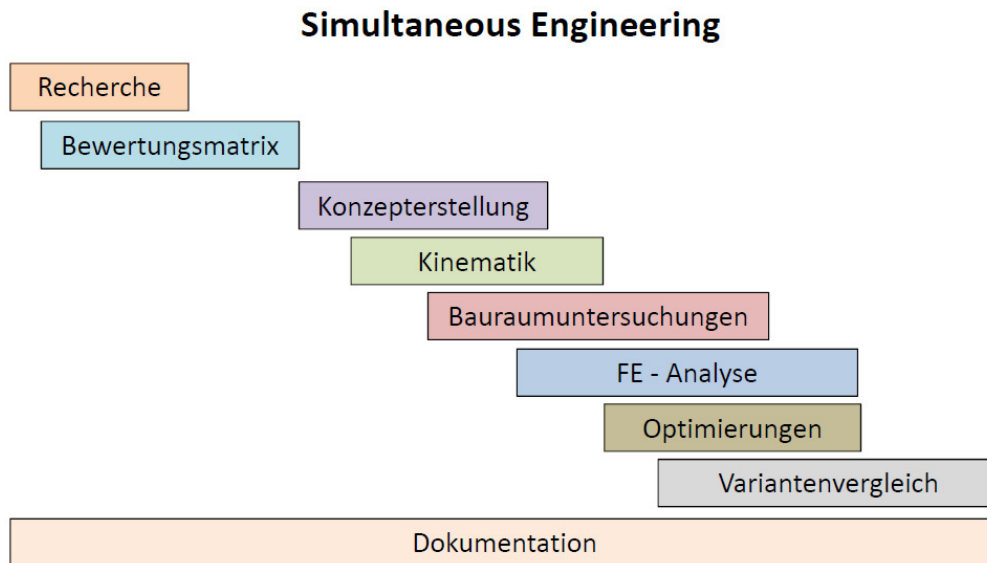 Simultaneous Engineering
Recherche
Bewertungsmatrix
Konzepterstellung
Kinematik
Bauraumuntersuchungen
FE - Analyse
Optimierungen
Variantenvergleich
Dokumentation